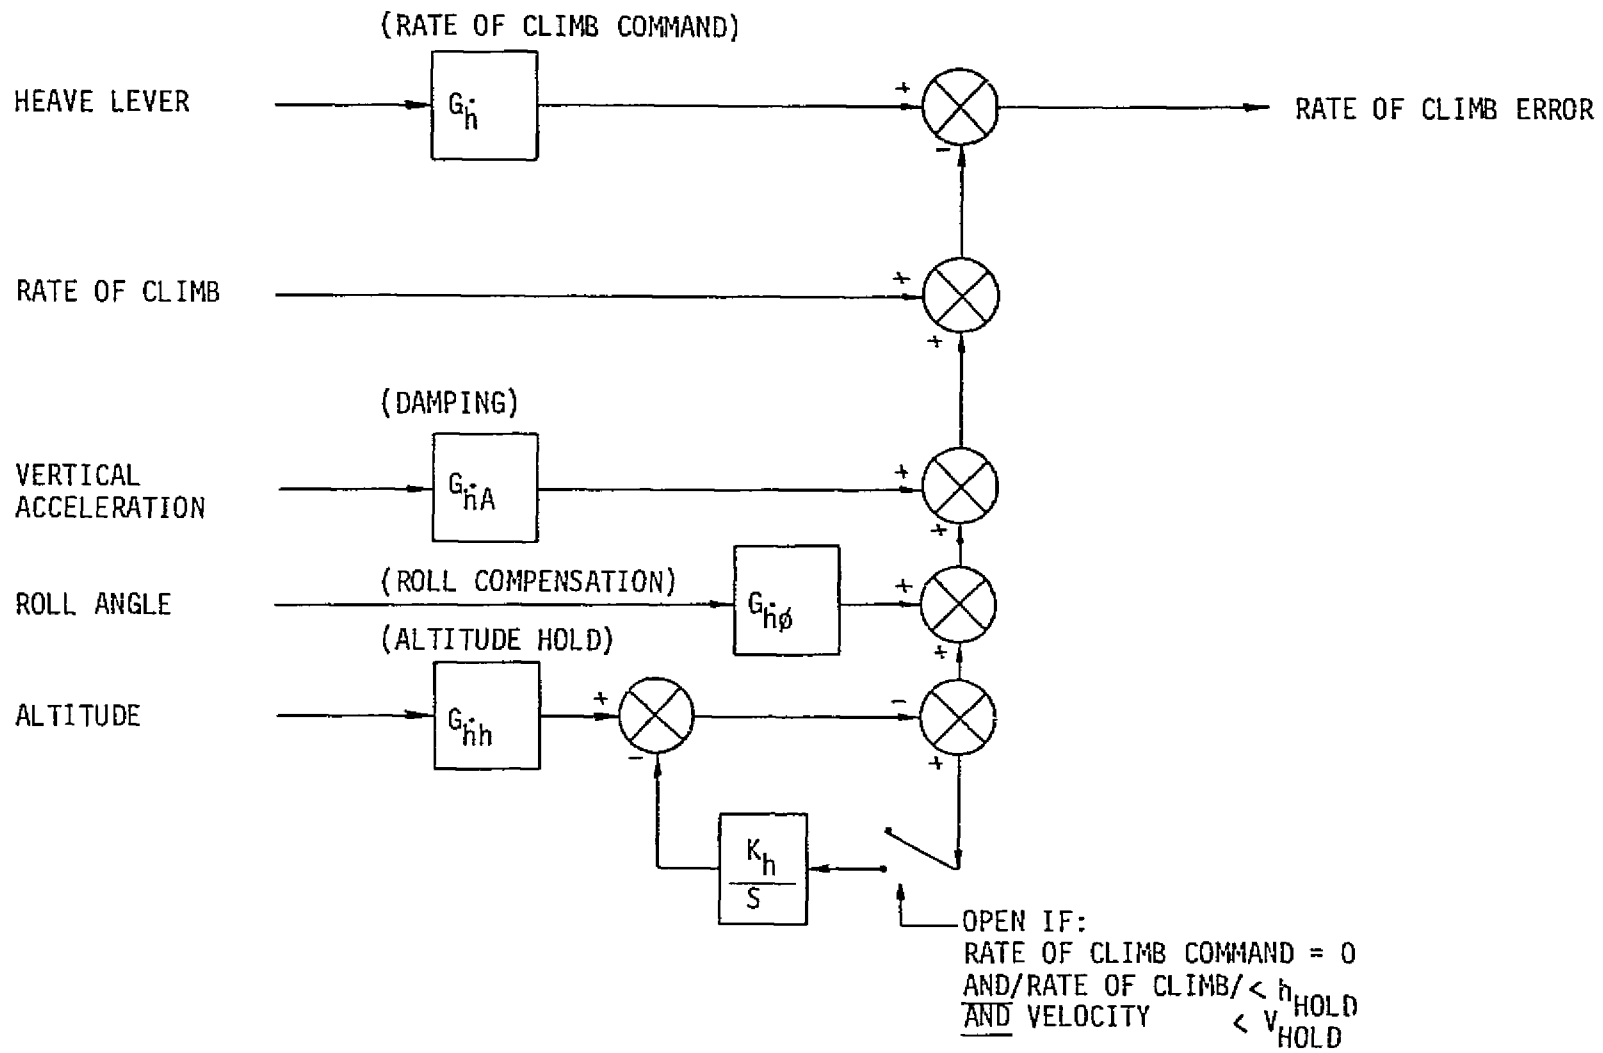 (RATE OF CLIMB COMMAND)
HEAVE LEVER
Gḣ
+
-
RATE OF CLIMB ERROR
RATE OF CLIMB
+
+
(DAMPING)
VERTICAL
ACCELERATION
GḣA
+
+
(ROLL COMPENSATION)
ROLL ANGLE
Gḣø
+
+
(ALTITUDE HOLD)
ALTITUDE
Gḣh
+
-
-
+
Kh
S
OPEN IF:
RATE OF CLIMB COMMAND = 0
AND/RATE OF CLIMB/ < ḣHOLD
AND VELOCITY < VHOLD